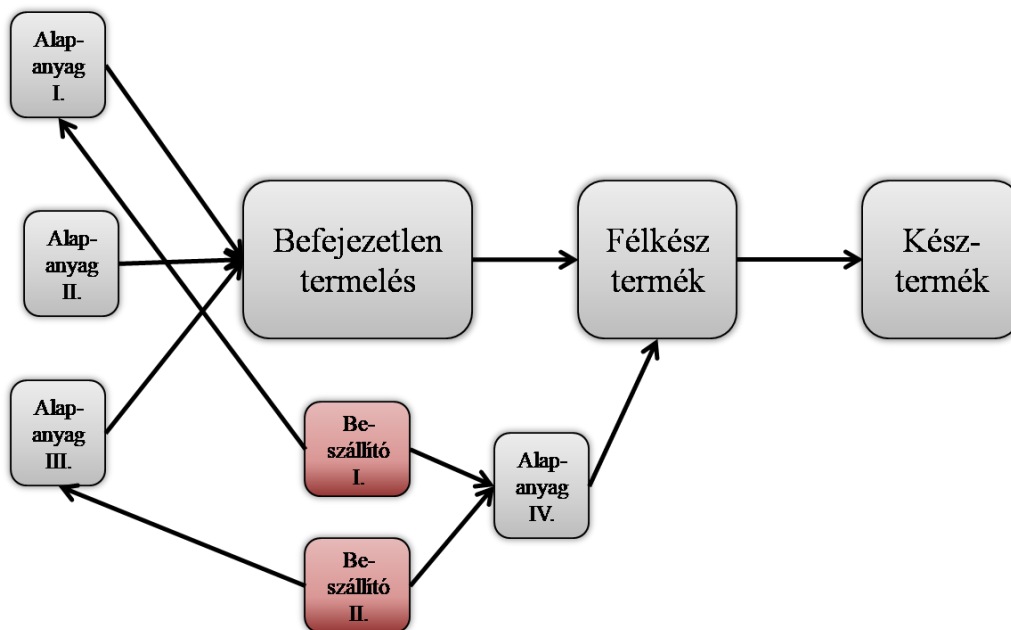 Alap-
anyag
I.
Alap-
anyag
II.
Befejezetlen
termelés
Félkész
termék
Kész-
termék
Alap-
anyag
III.
Be-
szállító
I.
Alap-
anyag
IV.
Be-
szállító
II.